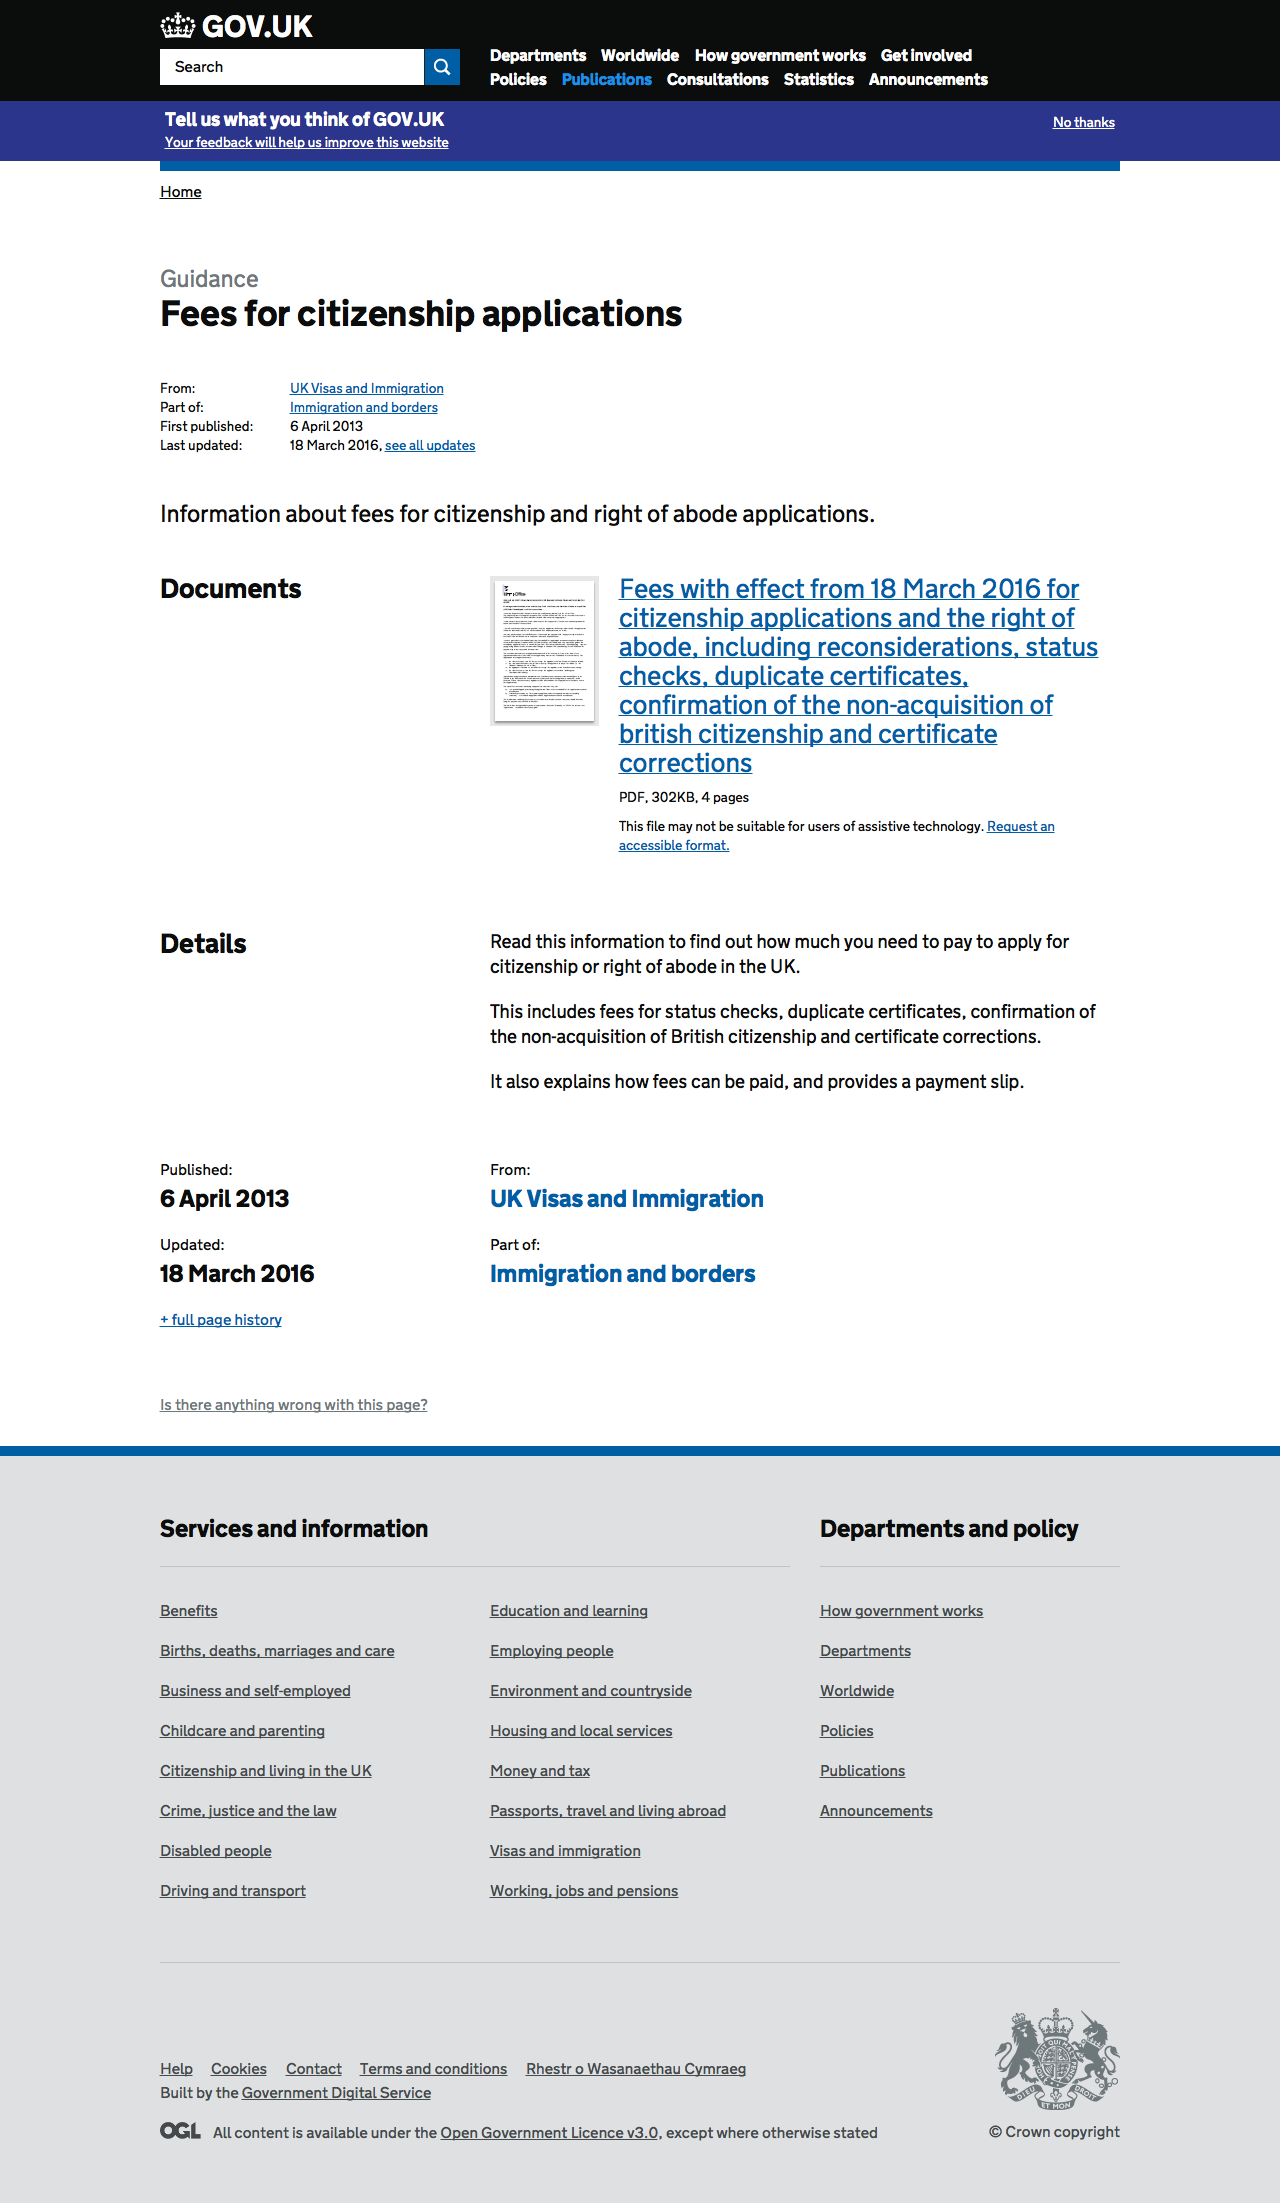 GOV.UK
Search
Departments Worldwide How government works Get involved
Policies Publications Consultations Statistics Announcements
Tell us what you think of GOV.UK
Your feedback will help us improve this website
No thanks
Home
Guidance
Fees for citizenship applications
From: UK Visas and Immigration
Part of: Immigration and borders
First published: 6 April 2013
Last updated: 18 March 2016, see all updates
Information about fees for citizenship and right of abode applications.
Documents
Fees with effect from 18 March 2016 for
citizenship applications and the right of
abode, including reconsiderations, status
checks, duplicate certificates,
confirmation of the non-acquisition of
british citizenship and certificate
corrections
PDF, 302KB, 4 pages
This file may not be suitable for users of assistive technology. Request an
accessible format.
Details
Read this information to find out how much you need to pay to apply for
citizenship or right of abode in the UK.
This includes fees for status checks, duplicate certificates, confirmation of
the non-acquisition of British citizenship and certificate corrections.
It also explains how fees can be paid, and provides a payment slip.
Published:
6 April 2013
From:
UK Visas and Immigration
Updated:
18 March 2016
Part of:
Immigration and borders
+ full page history
Is there anything wrong with this page?
Services and information
Benefits
Births, deaths, marriages and care
Business and self-employed
Childcare and parenting
Citizenship and living in the UK
Crime, justice and the law
Disabled people
Driving and transport
Education and learning
Employing people
Environment and countryside
Housing and local services
Money and tax
Passports, travel and living abroad
Visas and immigration
Working, jobs and pensions
Departments and policy
How government works
Departments
Worldwide
Policies
Publications
Announcements
Help Cookies Contact Terms and conditions Rhestr o Wasanaethau Cymraeg
Built by the Government Digital Service
OGL All content is available under the Open Government Licence v3.0, except where otherwise stated
DIEU ET MON DROIT
© Crown copyright